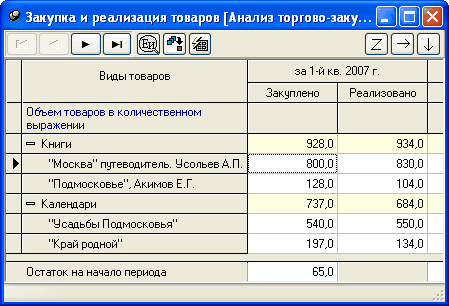 Закупка и реализация товаров [Анализ торгово-заку...
Еи
Z
Виды товаров
за 1-й кв. 2007 г.
Закуплено Реализовано
Объем товаров в количественном
выражении
Книги 928,0 934,0
"Москва" путеводитель. Усольев А.П. 800,0 830,0
"Подмосковье", Акимов Е.Г. 128,0 104,0
Календари 737,0 684,0
"Усадьбы Подмосковья" 540,0 550,0
"Край родной" 197,0 134,0
Остаток на начало периода 65,0